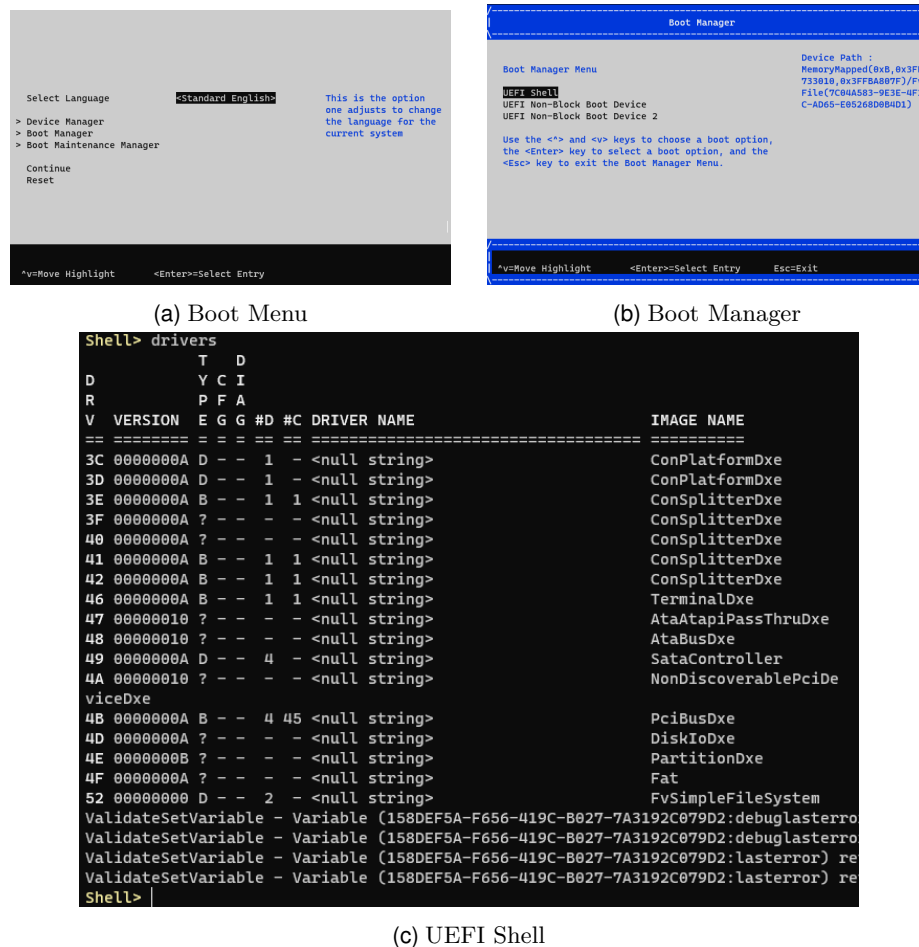 Select Language <Standard English> This is the option
one adjusts to change
> Device Manager the language for the
> Boot Manager current system
> Boot Maintenance Manager
Continue
Reset
^v=Move Highlight <Enter>=Select Entry
(a) Boot Menu
Boot Manager
Device Path :
Boot Manager Menu MemoryMapped(0xB,0x3F
733010,0x3FFBA807F)/F
UEFI Shell File(7C04A583-9E3E-4F
UEFI Non-Block Boot Device C-AD65-E05268D0B4D1)
UEFI Non-Block Boot Device 2
Use the <^> and <v> keys to choose a boot option,
the <Enter> key to select a boot option, and the
<Esc> key to exit the Boot Manager Menu.
^v=Move Highlight <Enter>=Select Entry Esc=Exit
(b) Boot Manager
Shell> drivers
T D
D Y C I
R P F A
V VERSION E G G #D #C DRIVER NAME IMAGE NAME
== ======== = = = == == =================================== ==========
3C 0000000A D - - 1 - <null string> ConPlatformDxe
3D 0000000A D - - 1 - <null string> ConPlatformDxe
3E 0000000A B - - 1 1 <null string> ConSplitterDxe
3F 0000000A ? - - - - <null string> ConSplitterDxe
40 0000000A ? - - - - <null string> ConSplitterDxe
41 0000000A B - - 1 1 <null string> ConSplitterDxe
42 0000000A B - - 1 1 <null string> ConSplitterDxe
46 0000000A B - - 1 1 <null string> TerminalDxe
47 00000010 ? - - - - <null string> AtaAtapiPassThruDxe
48 00000010 ? - - - - <null string> AtaBusDxe
49 0000000A D - - 4 - <null string> SataController
4A 00000010 ? - - - - <null string> NonDiscoverablePciDe
viceDxe
4B 0000000A B - - 4 45 <null string> PciBusDxe
4D 0000000A ? - - - - <null string> DiskIoDxe
4E 0000000B ? - - - - <null string> PartitionDxe
4F 0000000A ? - - - - <null string> Fat
52 00000000 D - - 2 - <null string> FvSimpleFileSystem
ValidateSetVariable - Variable (158DEF5A-F656-419C-B027-7A3192C079D2:debuglasterro
ValidateSetVariable - Variable (158DEF5A-F656-419C-B027-7A3192C079D2:debuglasterro
ValidateSetVariable - Variable (158DEF5A-F656-419C-B027-7A3192C079D2:lasterror) re
ValidateSetVariable - Variable (158DEF5A-F656-419C-B027-7A3192C079D2:lasterror) re
Shell>
(c) UEFI Shell